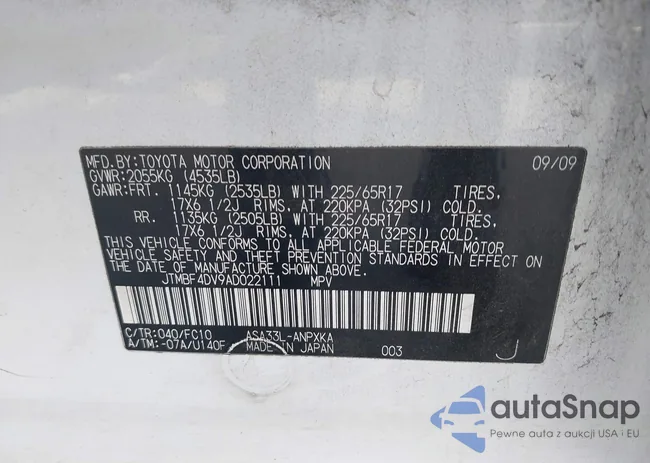 MFD.BY:TOYOTA MOTOR CORPORATION 09/09
GVWR:2055KG (4535LB)
GAWR:FRT. 1145KG (2535LB) WITH 225/65R17 TIRES,
17X6 1/2J RIMS, AT 220KPA (32PSI) COLD.
RR. 1135KG (2505LB) WITH 225/65R17 TIRES,
17X6 1/2J RIMS, AT 220KPA (32PSI) COLD.
THIS VEHICLE CONFORMS TO ALL APPLICABLE FEDERAL MOTOR
VEHICLE SAFETY AND THEFT PREVENTION STANDARDS IN EFFECT ON
THE DATE OF MANUFACTURE SHOWN ABOVE.
JTMBF4DV9AD022111 MPV
C/TR:040/FC10 ASA33L-ANPXKA
A/TM:-07A/U140F MADE IN JAPAN 003 J
autaSnap
Pewne auta z aukcji USA i EU